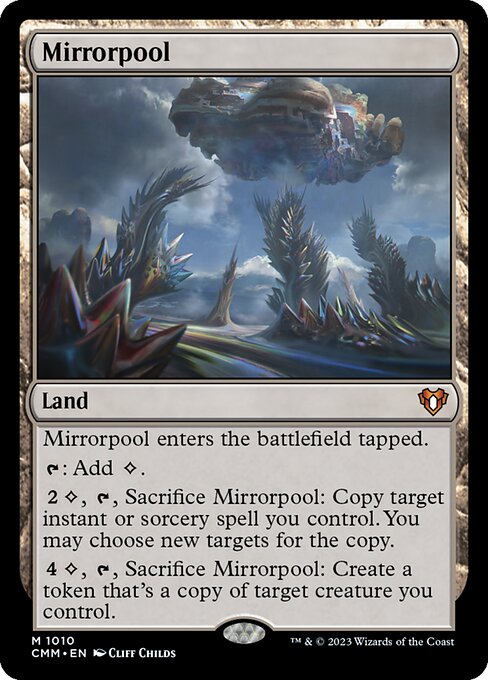 Mirrorpool
Land
Mirrorpool enters the battlefield tapped.
: Add ◇.
2 ◇, , Sacrifice Mirrorpool: Copy target
instant or sorcery spell you control. You
may choose new targets for the copy.
4 ◇, , Sacrifice Mirrorpool: Create a
token that's a copy of target creature you
control.
M 1010
CMM • EN Cliff Childs
™ & © 2023 Wizards of the Coast